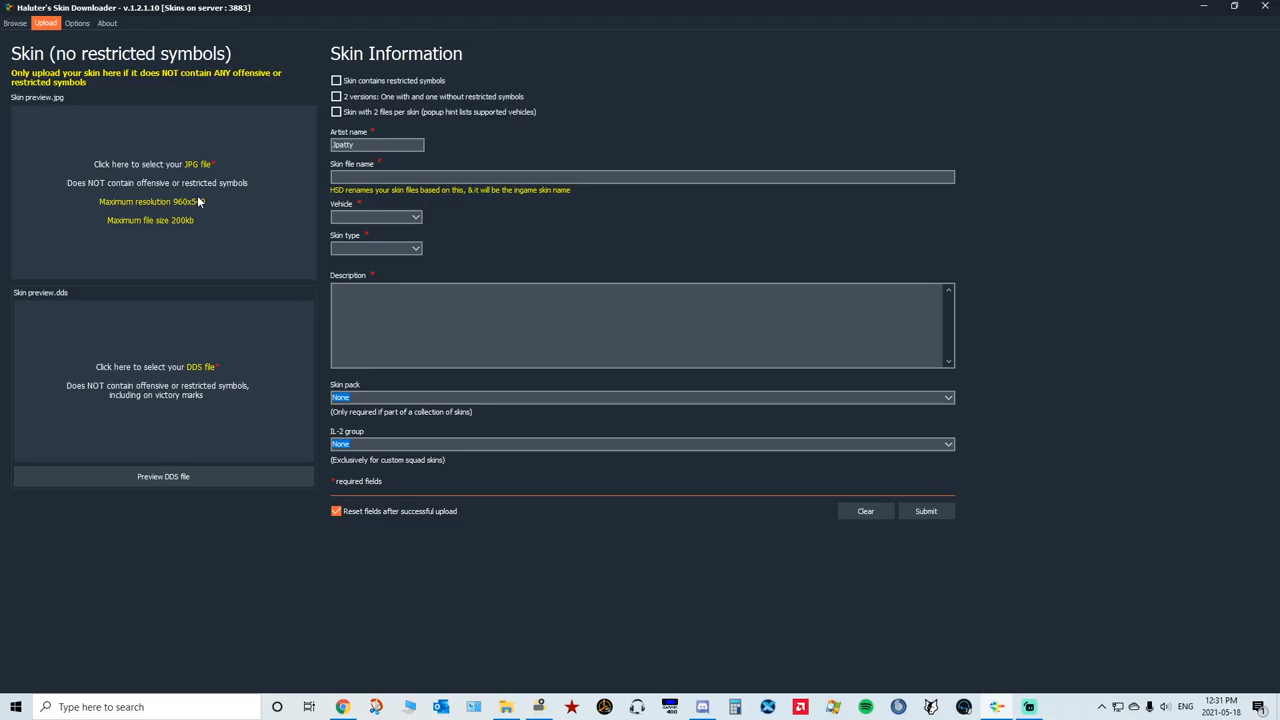 Haluter's Skin Downloader - v.1.2.1.10 [Skins on server : 3883]
Browse Upload Options About
Skin (no restricted symbols)
Only upload your skin here if it does NOT contain ANY offensive or
restricted symbols
Skin preview.jpg
Click here to select your JPG file*
Does NOT contain offensive or restricted symbols
Maximum resolution
Maximum file size 200kb
Skin preview.dds
Click here to select your DDS file*
Does NOT contain offensive or restricted symbols,
including on victory marks
Preview DDS file
Skin Information
Skin contains restricted symbols
2 versions: One with and one without restricted symbols
Skin with 2 files per skin (popup hint lists supported vehicles)
Artist name *
Jpatty
Skin file name *
HSD renames your skin files based on this, & it will be the ingame skin name
Vehicle *
Skin type *
Description *
Skin pack
None
(Only required if part of a collection of skins)
IL-2 group
None
(Exclusively for custom squad skins)
*required fields
Reset fields after successful upload
Clear Submit
Type here to search
ENG
12:31 PM
2021-05-18